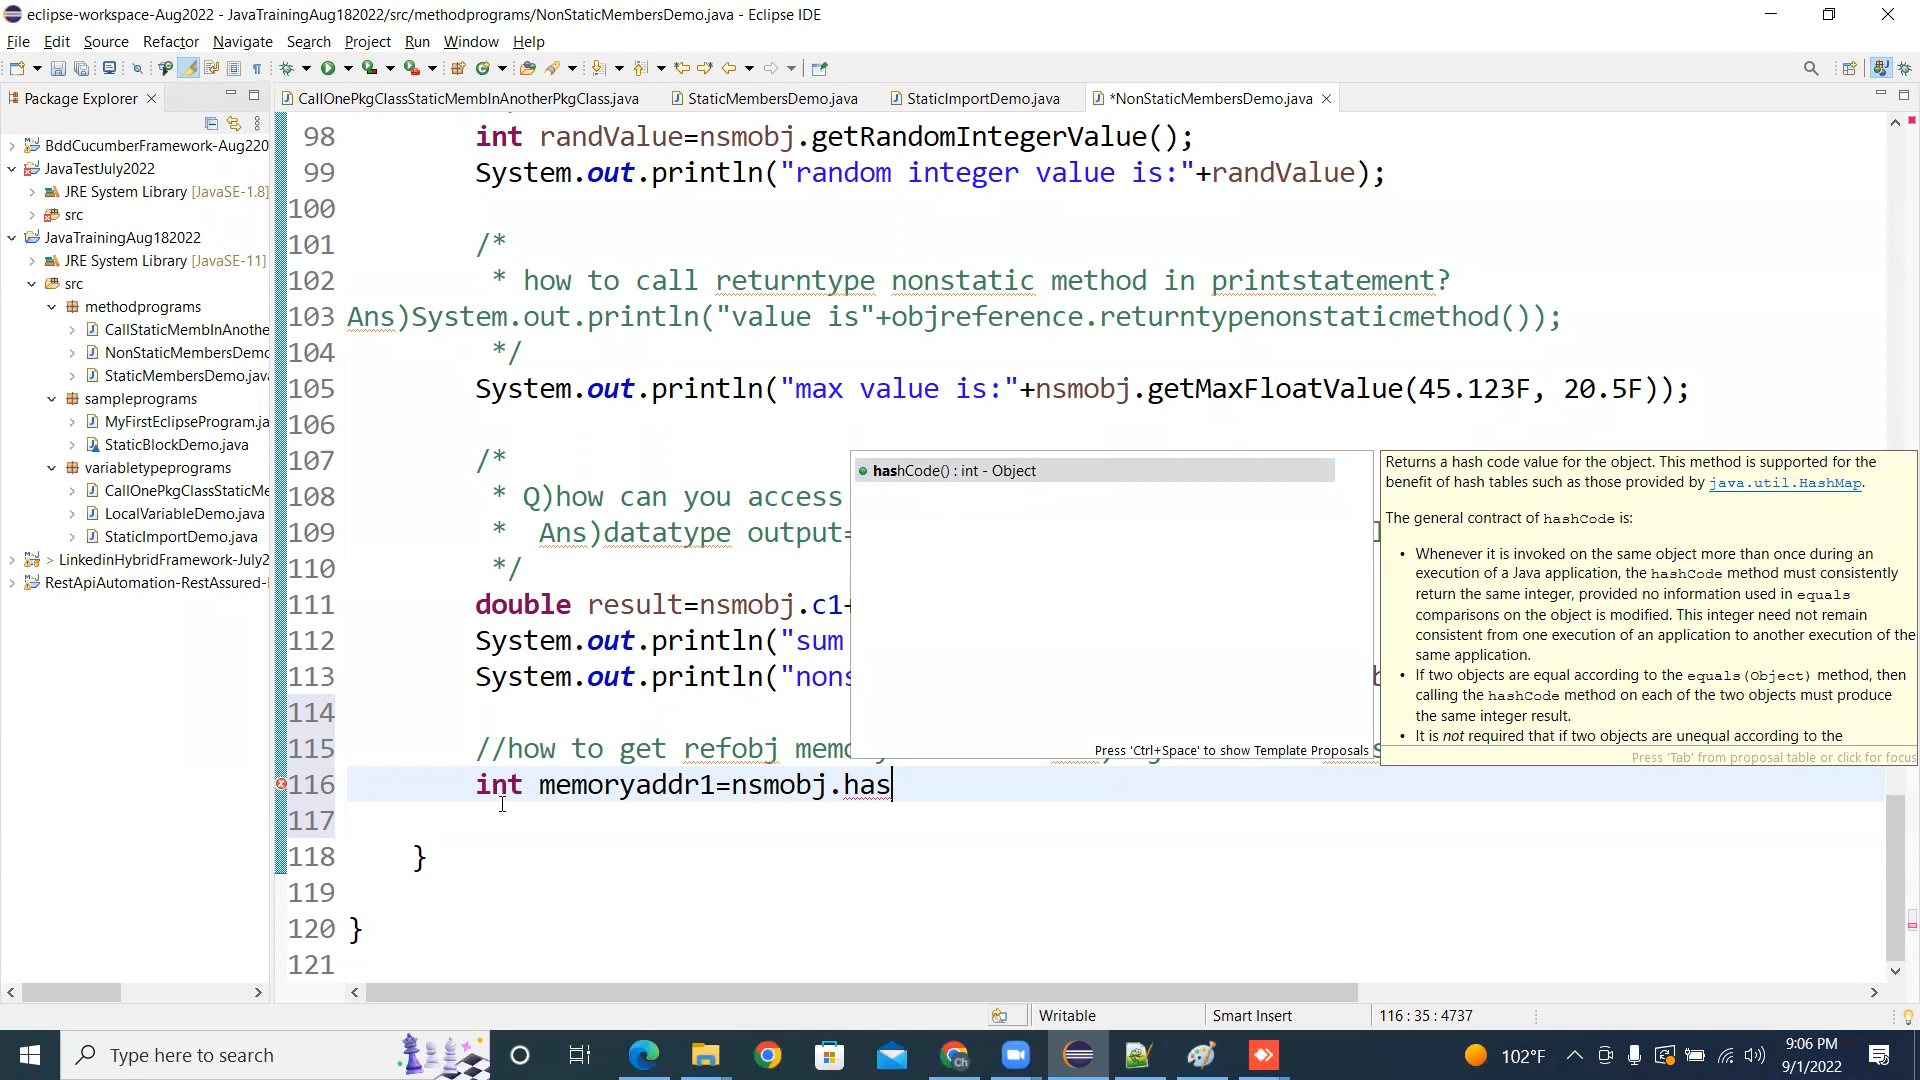 eclipse-workspace-Aug2022 - JavaTrainingAug182022/src/methodprograms/NonStaticMembersDemo.java - Eclipse IDE
File Edit Source Refactor Navigate Search Project Run Window Help
Package Explorer
CallOnePkgClassStaticMembInAnotherPkgClass.java
StaticMembersDemo.java
StaticImportDemo.java
*NonStaticMembersDemo.java
BddCucumberFramework-Aug220
JavaTestJuly2022
JRE System Library [JavaSE-1.8]
src
JavaTrainingAug182022
JRE System Library [JavaSE-11]
src
methodprograms
CallStaticMembInAnothe
NonStaticMembersDemo
StaticMembersDemo.java
sampleprograms
MyFirstEclipseProgram.ja
StaticBlockDemo.java
variabletypeprograms
CallOnePkgClassStaticMe
LocalVariableDemo.java
StaticImportDemo.java
> LinkedinHybridFramework-July2
RestApiAutomation-RestAssured-
98 int randValue=nsmobj.getRandomIntegerValue();
99 System.out.println("random integer value is:"+randValue);
100
101 /*
102 * how to call returntype nonstatic method in printstatement?
103 Ans)System.out.println("value is"+objreference.returntypenonstaticmethod());
104 */
105 System.out.println("max value is:"+nsmobj.getMaxFloatValue(45.123F, 20.5F));
106
107 /*
108 * Q)how can you access
109 * Ans)datatype output=
110 */
111 double result=nsmobj.c1+
112 System.out.println("sum
113 System.out.println("nons
114
115 //how to get refobj memo
116 int memoryaddr1=nsmobj.has
117
118 }
119
120 }
121
hashCode() : int - Object
Press 'Ctrl+Space' to show Template Proposals
Returns a hash code value for the object. This method is supported for the
benefit of hash tables such as those provided by java.util.HashMap.
The general contract of hashCode is:
• Whenever it is invoked on the same object more than once during an
execution of a Java application, the hashCode method must consistently
return the same integer, provided no information used in equals
comparisons on the object is modified. This integer need not remain
consistent from one execution of an application to another execution of the
same application.
• If two objects are equal according to the equals(Object) method, then
calling the hashCode method on each of the two objects must produce
the same integer result.
• It is not required that if two objects are unequal according to the
Press 'Tab' from proposal table or click for focus
Writable
Smart Insert
116 : 35 : 4737
Type here to search
102°F
9:06 PM
9/1/2022